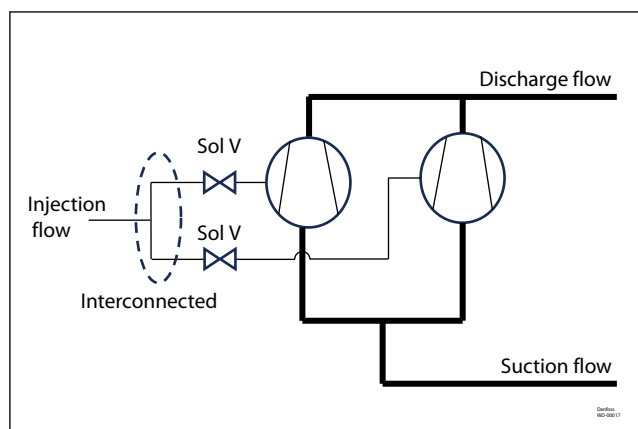 Discharge flow
Sol V
Injection
flow
Sol V
Interconnected
Suction flow
Danfoss
WD-00017